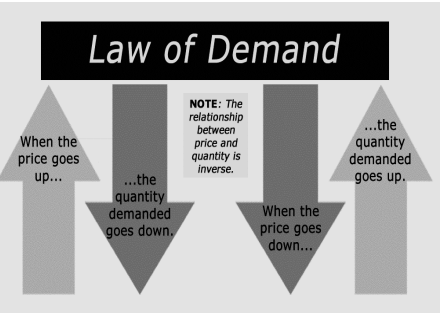 Law of Demand
When the
price goes
up...
...the
quantity
demanded
goes down.
NOTE: The
relationship
between
price and
quantity is
inverse.
When the
price goes
down...
...the
quantity
demanded
goes up.